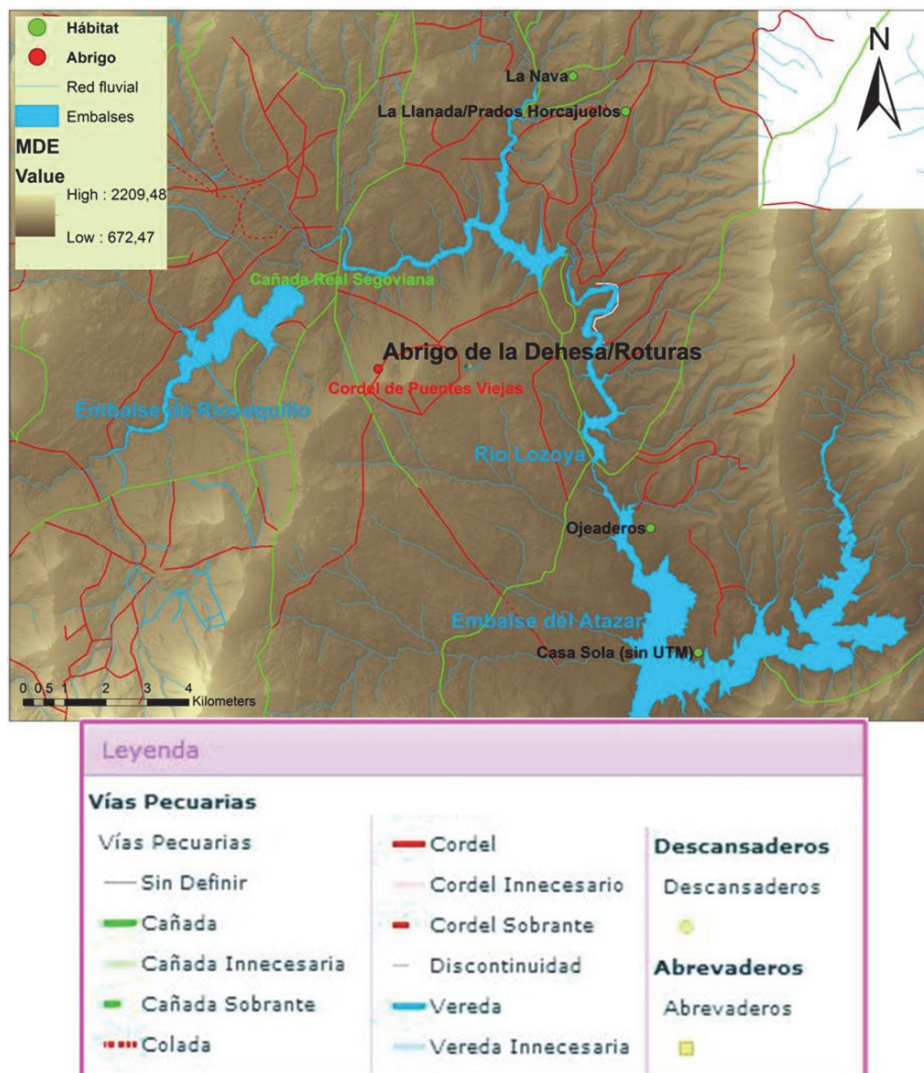 Hábitat
Abrigo
Red fluvial
Embalses
MDE
Value
High : 2209,48
Low : 672,47
N
La Nava
La Llanada/Prados Horcajuelos
Cañada Real Segoviana
Abrigo de la Dehesa/Roturas
Cordel de Puentes Viejas
Embalse de Riosequillo
Río Lozoya
Ojeaderos
Embalse del Atazar
Casa Sola (sin UTM)
0 0,5 1 2 3 4
Kilometers
Leyenda
Vías Pecuarias
Vías Pecuarias
Sin Definir
Cañada
Cañada Innecesaria
Cañada Sobrante
Colada
Cordel
Cordel Innecesario
Cordel Sobrante
Discontinuidad
Vereda
Vereda Innecesaria
Descansaderos
Descansaderos
Abrevaderos
Abrevaderos